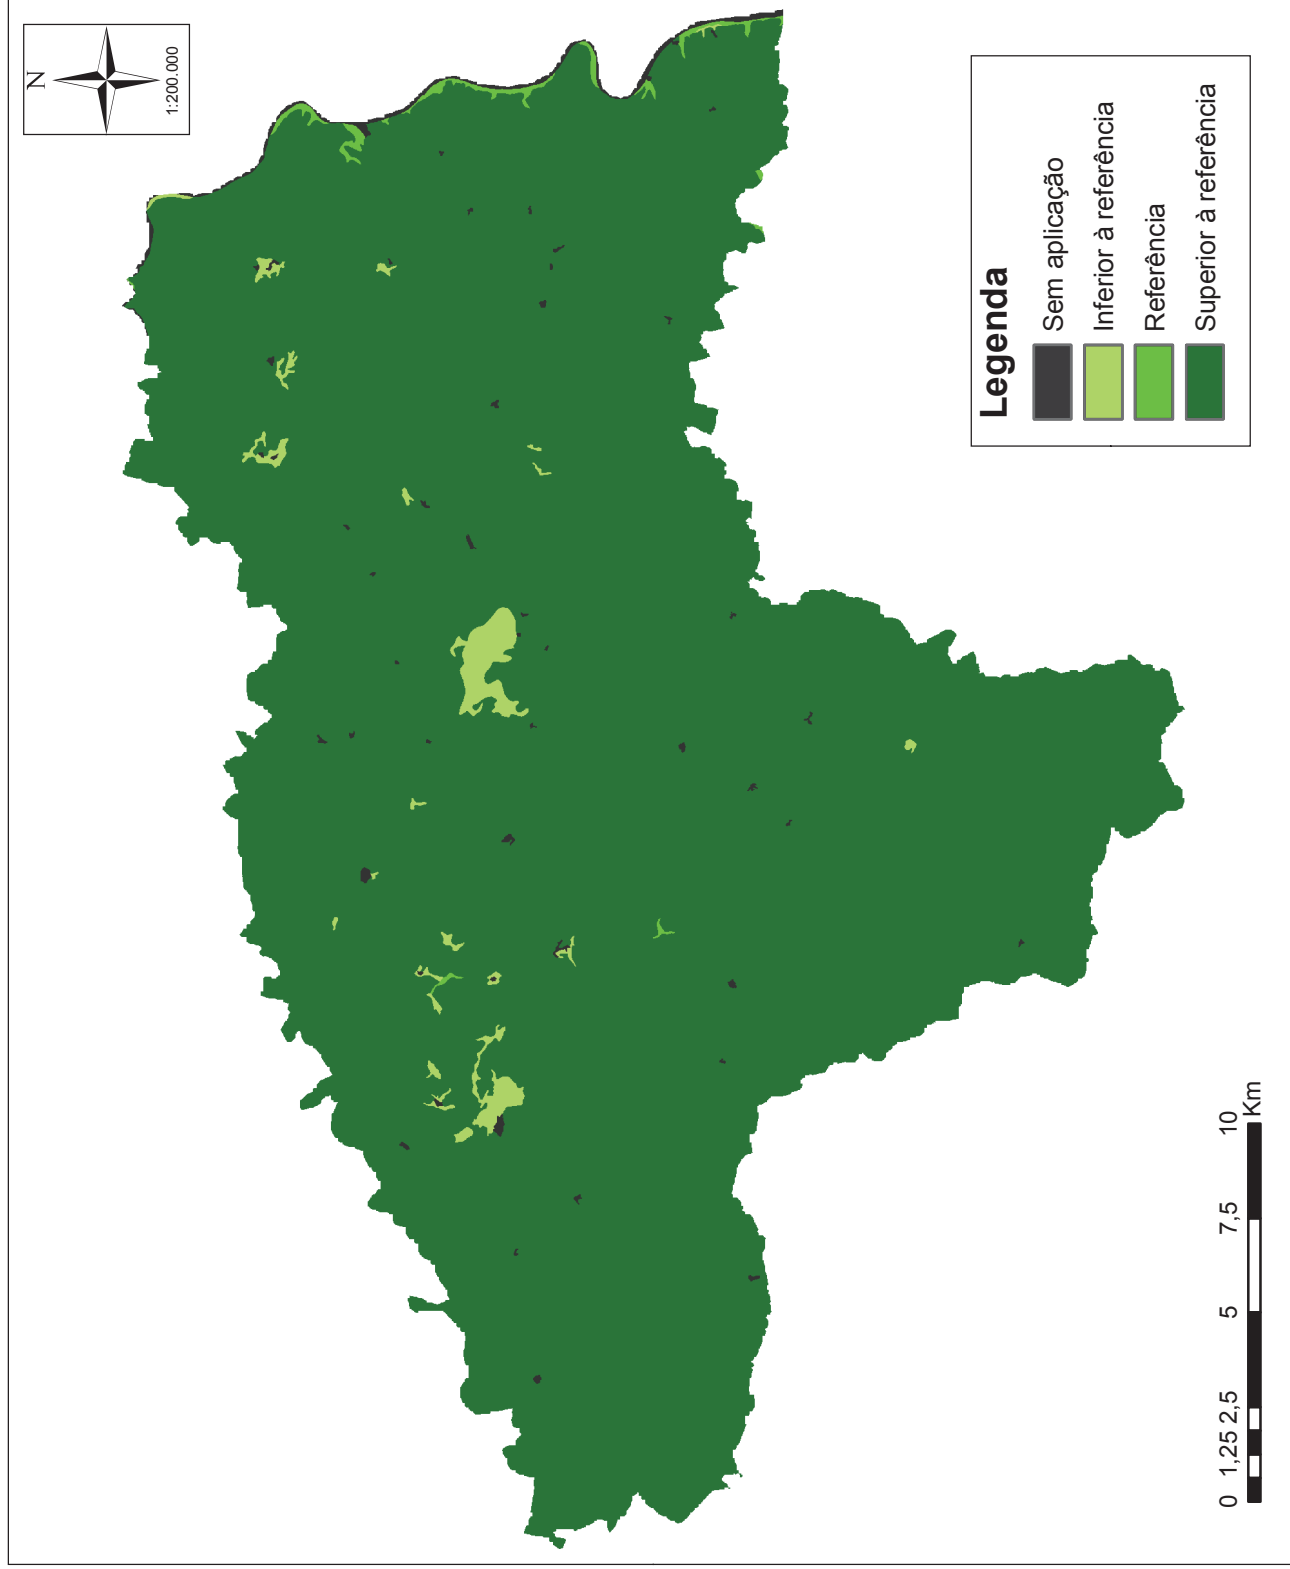 N
1:200.000
Legenda
Sem aplicação
Inferior à referência
Referência
Superior à referência
0 1,25 2,5 5 7,5 10
Km